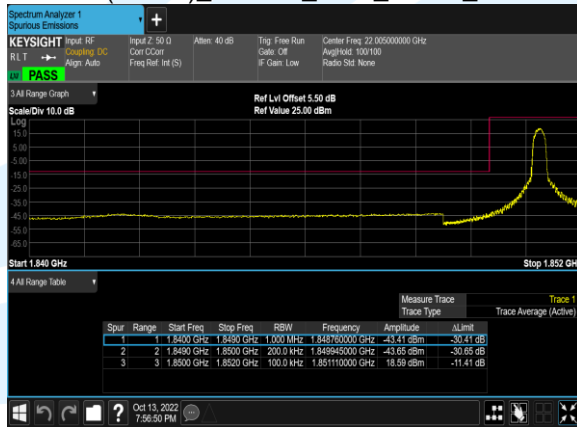 Spectrum Analyzer 1
Spurious Emissions
KEYSIGHT
Input: RF
Coupling: DC
Align: Auto
Input Z: 50 Ω
Corr CCorr
Freq Ref: Int (S)
Atten: 40 dB
Trig: Free Run
Gate: Off
IF Gain: Low
Center Freq: 22.005000000 GHz
Avg|Hold: 100/100
Radio Std: None
R L T
LW PASS
3 All Range Graph
Scale/Div 10.0 dB
Ref Lvl Offset 5.50 dB
Ref Value 25.00 dBm
Log
15.0
5.00
-5.00
-15.0
-25.0
-35.0
-45.0
-55.0
-65.0
Start 1.840 GHz
Stop 1.852 GH
4 All Range Table
Measure Trace Trace 1
Trace Type Trace Average (Active)
Spur Range Start Freq Stop Freq RBW Frequency Amplitude ΔLimit
1 1 1.8400 GHz 1.8490 GHz 1.000 MHz 1.848760000 GHz -43.41 dBm -30.41 dB
2 2 1.8490 GHz 1.8500 GHz 200.0 kHz 1.849945000 GHz -43.65 dBm -30.65 dB
3 3 1.8500 GHz 1.8520 GHz 100.0 kHz 1.851110000 GHz 18.59 dBm -11.41 dB
Oct 13, 2022
7:56:50 PM